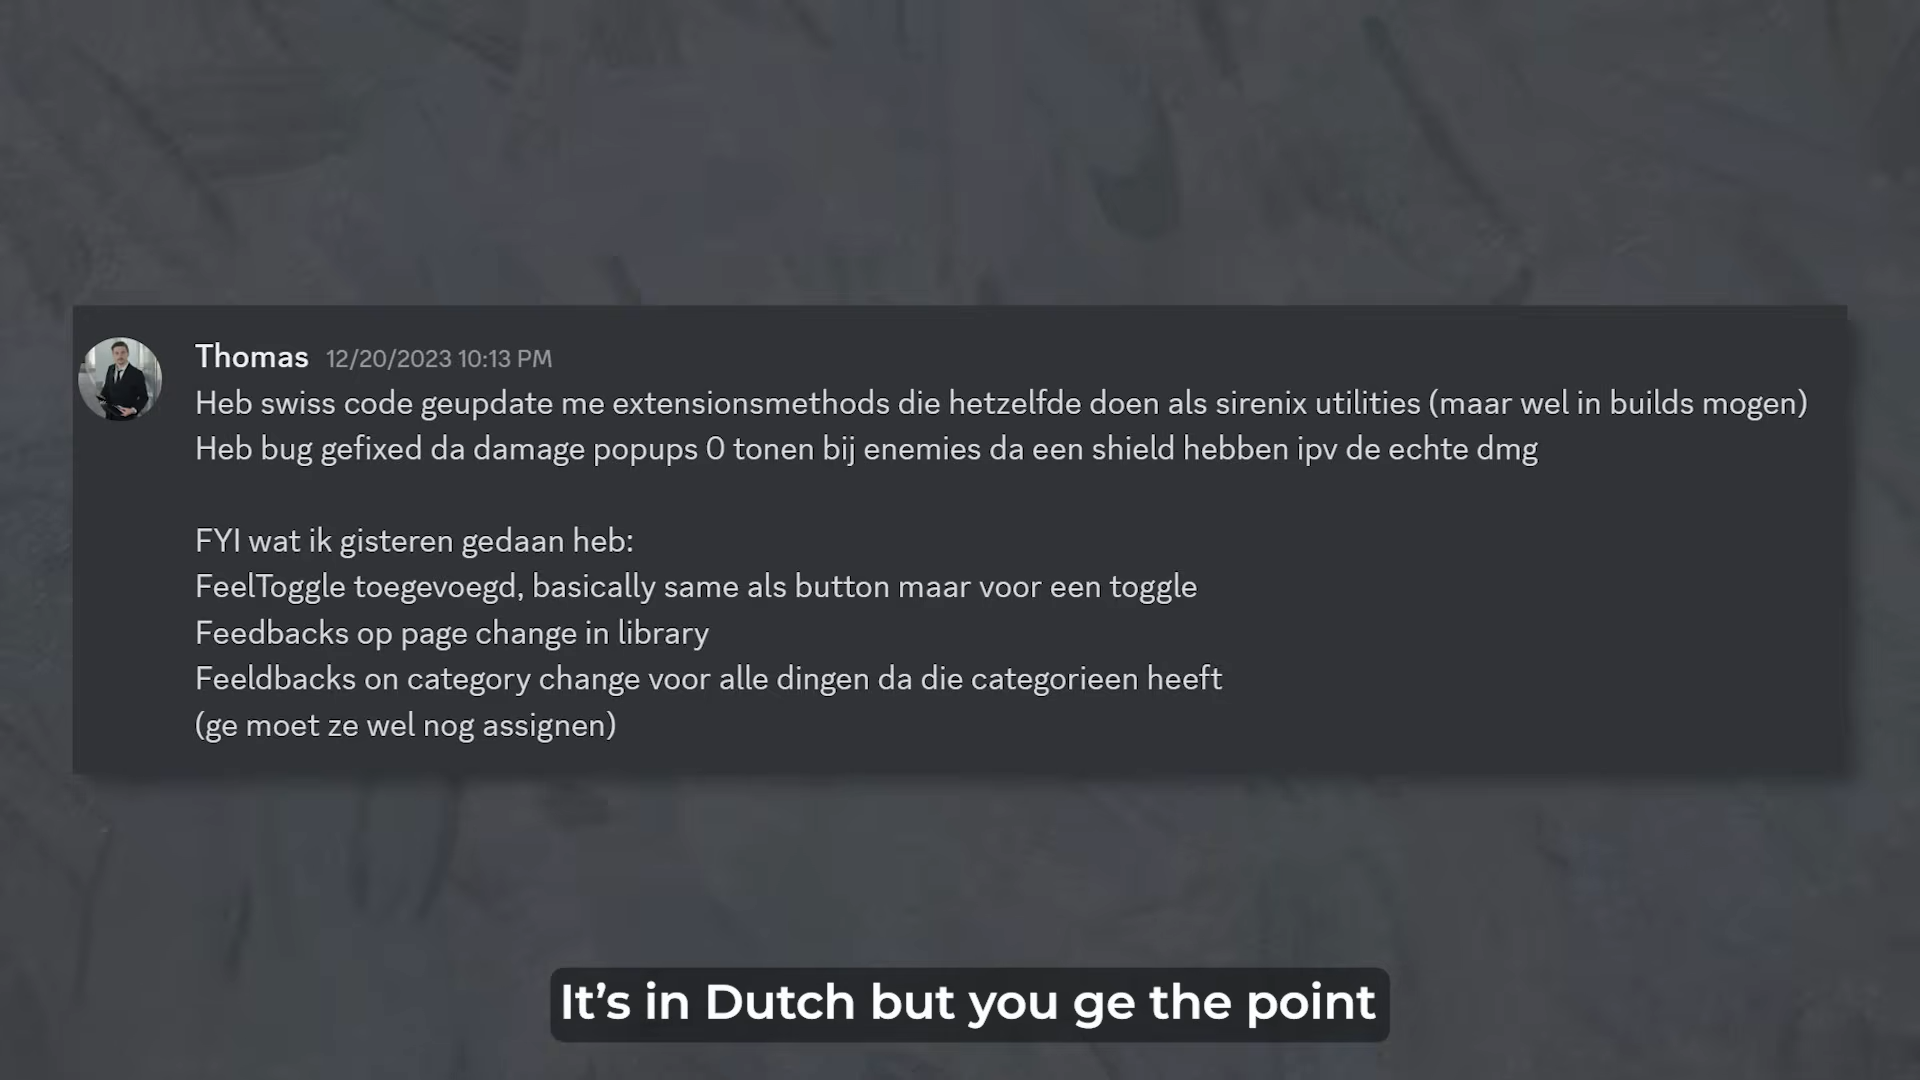 Thomas 12/20/2023 10:13 PM
Heb swiss code geupdate me extensionsmethods die hetzelfde doen als sirenix utilities (maar wel in builds mogen)
Heb bug gefixed da damage popups 0 tonen bij enemies da een shield hebben ipv de echte dmg
FYI wat ik gisteren gedaan heb:
FeelToggle toegevoegd, basically same als button maar voor een toggle
Feedbacks op page change in library
Feeldbacks on category change voor alle dingen da die categorieen heeft
(ge moet ze wel nog assignen)
It's in Dutch but you ge the point